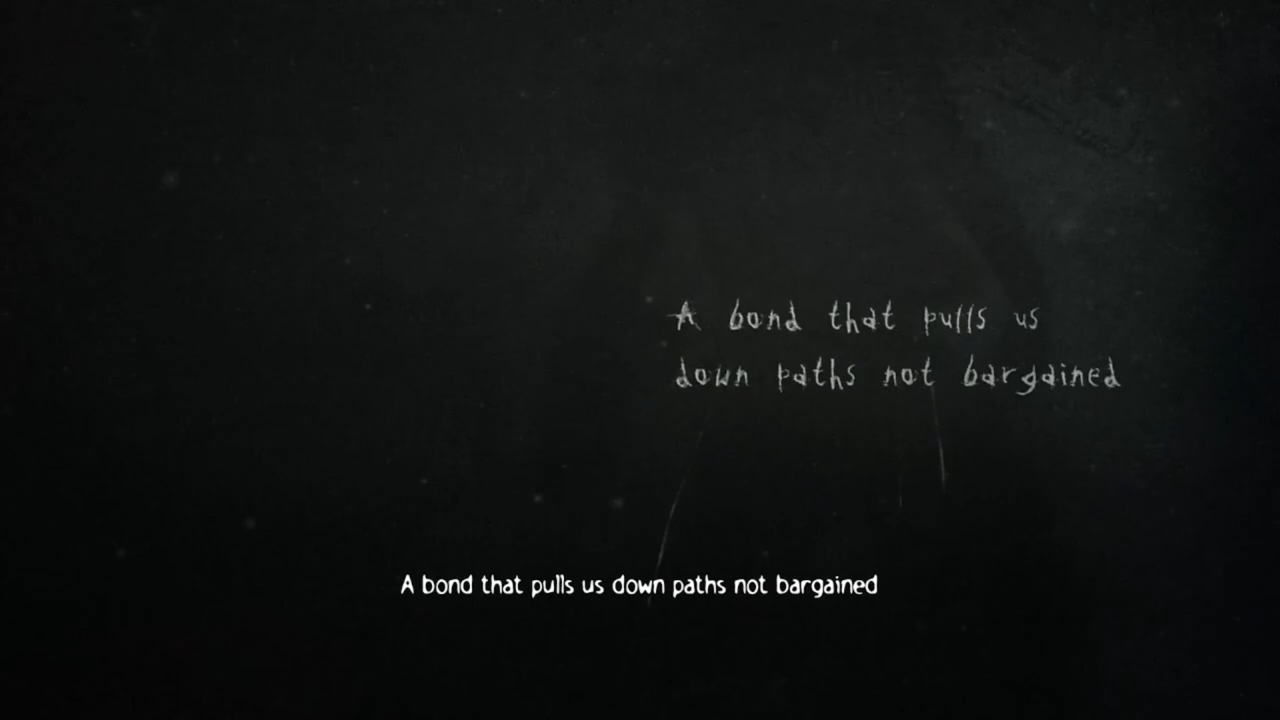 A bond that pulls us
down paths not bargained
A bond that pulls us down paths not bargained